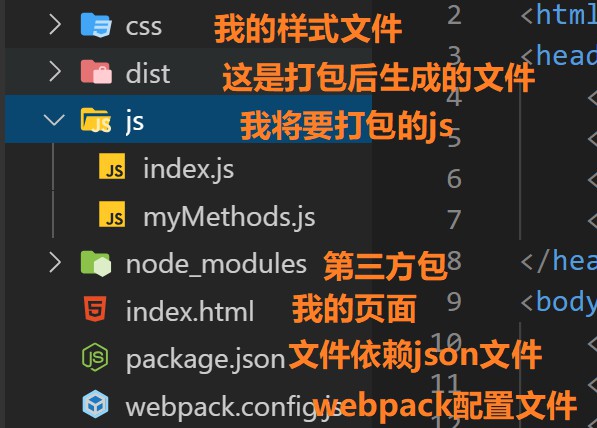 css 我的样式文件
dist 这是打包后生成的文件
js 我将要打包的js
index.js
myMethods.js
node_modules 第三方包
index.html 我的页面
package.json 文件依赖json文件
webpack.config.js webpack配置文件
2 <html
3 <head
4 <
5 <
6 <
7 <
8 </hea
9 <body
10 <
11 <
12 <